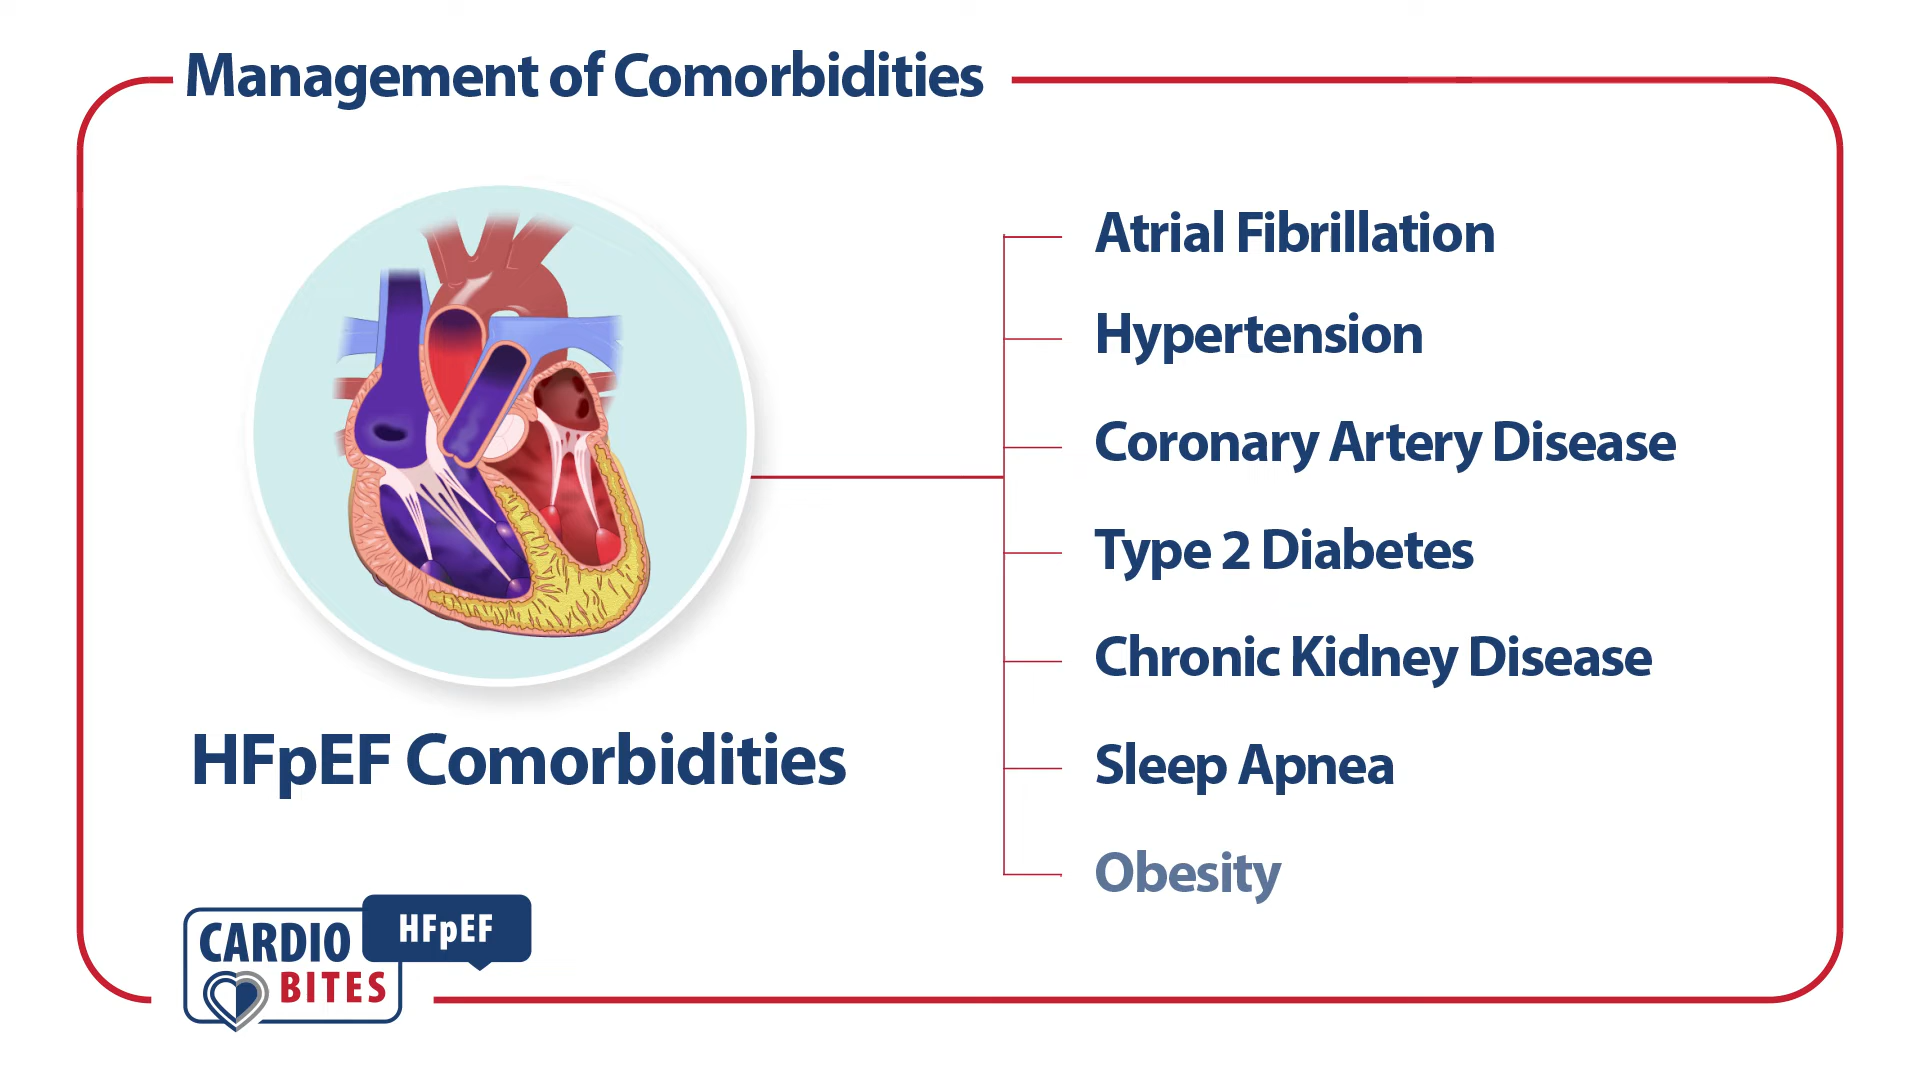 Management of Comorbidities
Atrial Fibrillation
Hypertension
Coronary Artery Disease
Type 2 Diabetes
Chronic Kidney Disease
Sleep Apnea
Obesity
HFpEF Comorbidities
CARDIO
BITES
HFpEF